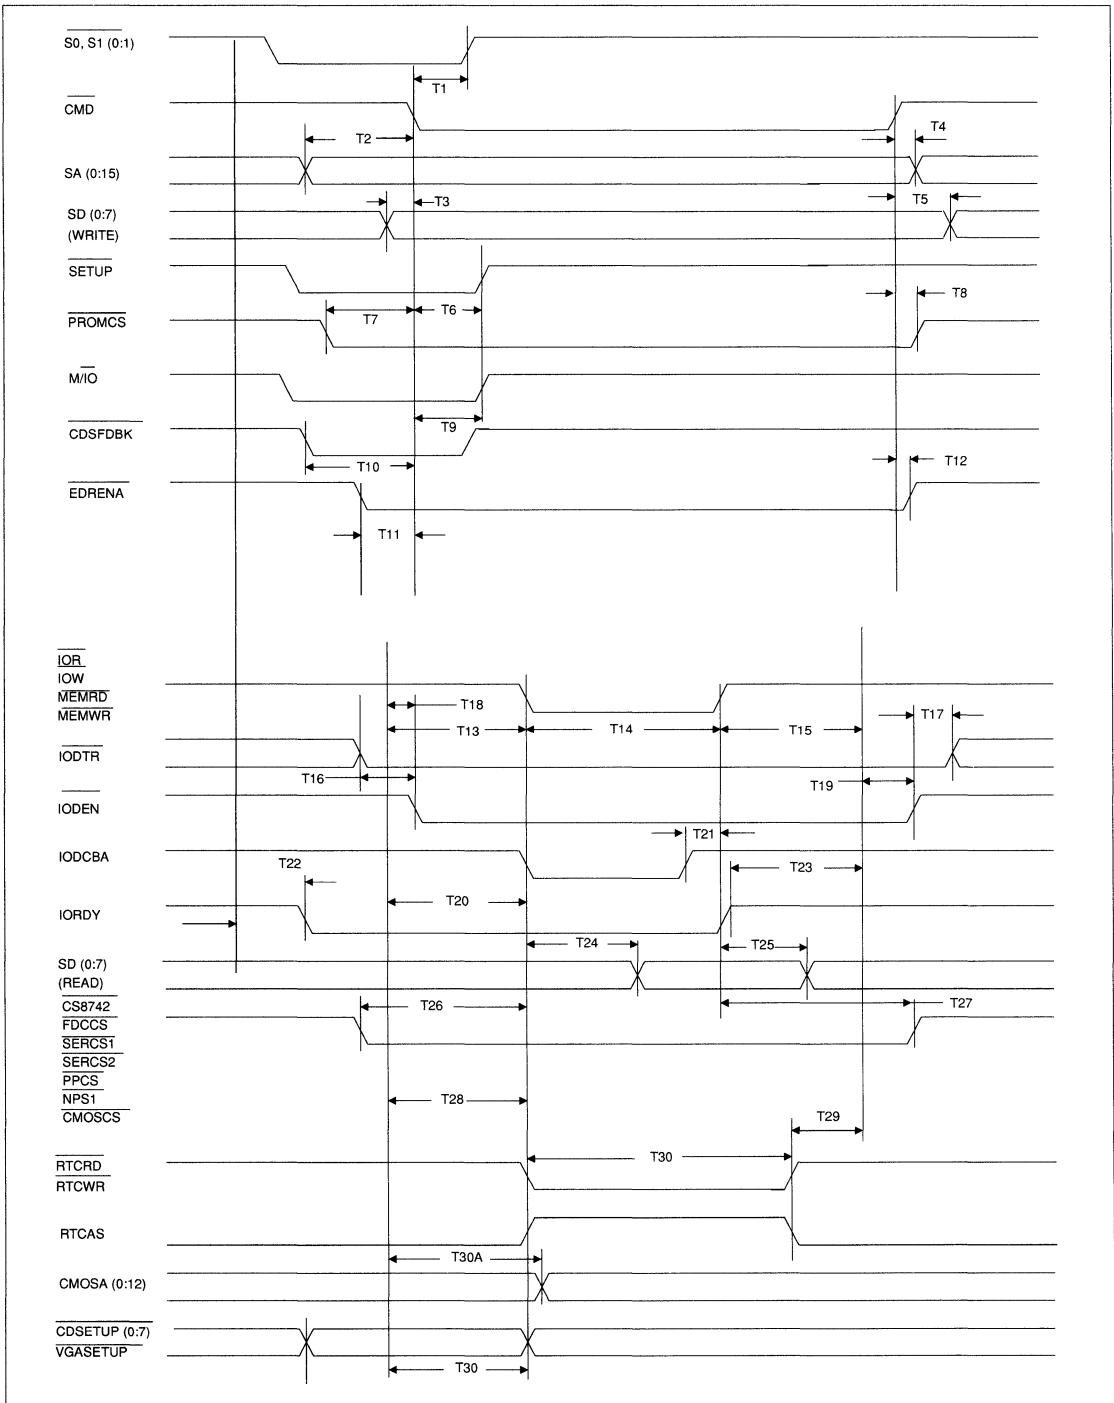 S0, S1 (0:1)
T1
CMD
T2
T4
SA (0:15)
T3
T5
SD (0:7)
(WRITE)
SETUP
T7
T6
T8
PROMCS
M/IO
T9
CDSFDBK
T10
T12
EDRENA
T11
IOR
IOW
MEMRD
MEMWR
T18
T13
T14
T15
T17
IODTR
T16
T19
IODEN
T21
IODCBA
T22
T23
T20
IORDY
T24
T25
SD (0:7)
(READ)
CS8742
T26
T27
FDCCS
SERCS1
SERCS2
PPCS
NPS1
T28
CMOSCS
T29
RTCRD
T30
RTCWR
RTCAS
T30A
CMOSA (0:12)
CDSETUP (0:7)
VGASETUP
T30